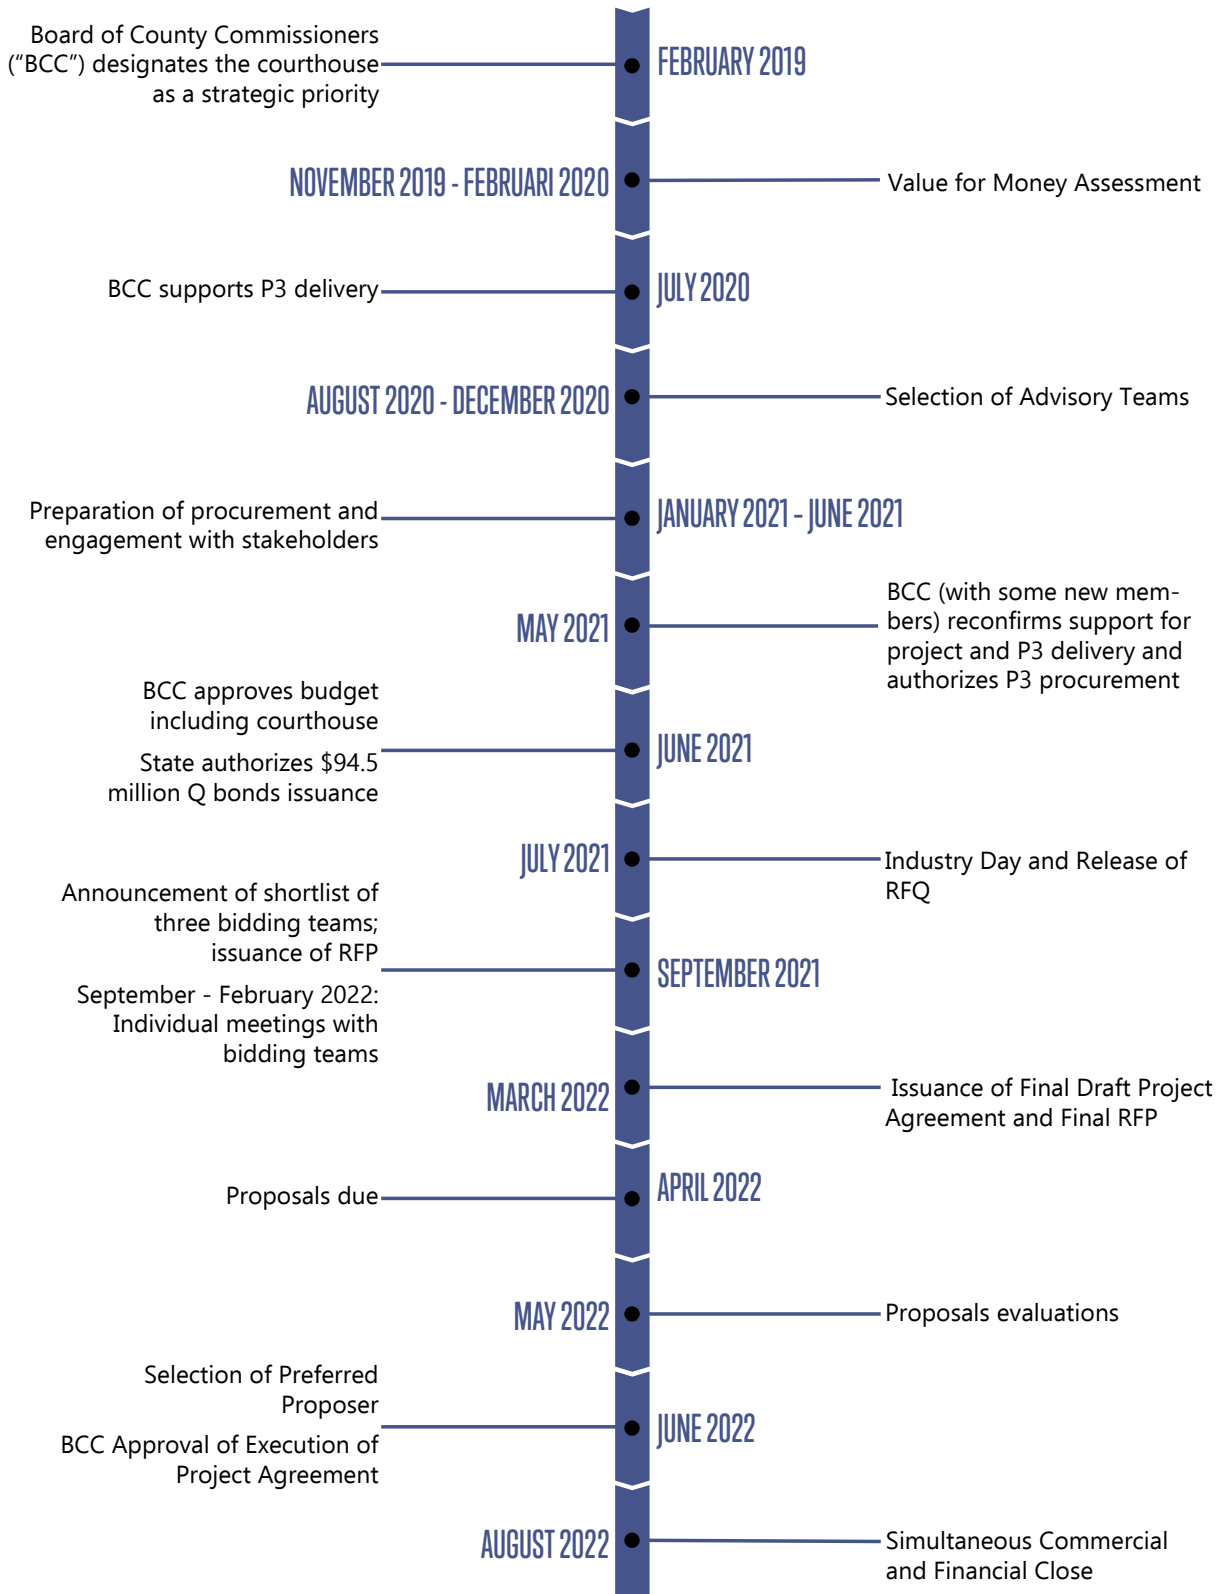 Board of County Commissioners
(“BCC”) designates the courthouse
as a strategic priority
FEBRUARY 2019
NOVEMBER 2019 - FEBRUARI 2020
Value for Money Assessment
BCC supports P3 delivery
JULY 2020
AUGUST 2020 - DECEMBER 2020
Selection of Advisory Teams
Preparation of procurement and
engagement with stakeholders
JANUARY 2021 – JUNE 2021
MAY 2021
BCC (with some new mem-
bers) reconfirms support for
project and P3 delivery and
authorizes P3 procurement
BCC approves budget
including courthouse
State authorizes $94.5
million Q bonds issuance
JUNE 2021
JULY 2021
Industry Day and Release of
RFQ
Announcement of shortlist of
three bidding teams;
issuance of RFP
September - February 2022:
Individual meetings with
bidding teams
SEPTEMBER 2021
MARCH 2022
Issuance of Final Draft Project
Agreement and Final RFP
Proposals due
APRIL 2022
MAY 2022
Proposals evaluations
Selection of Preferred
Proposer
BCC Approval of Execution of
Project Agreement
JUNE 2022
AUGUST 2022
Simultaneous Commercial
and Financial Close